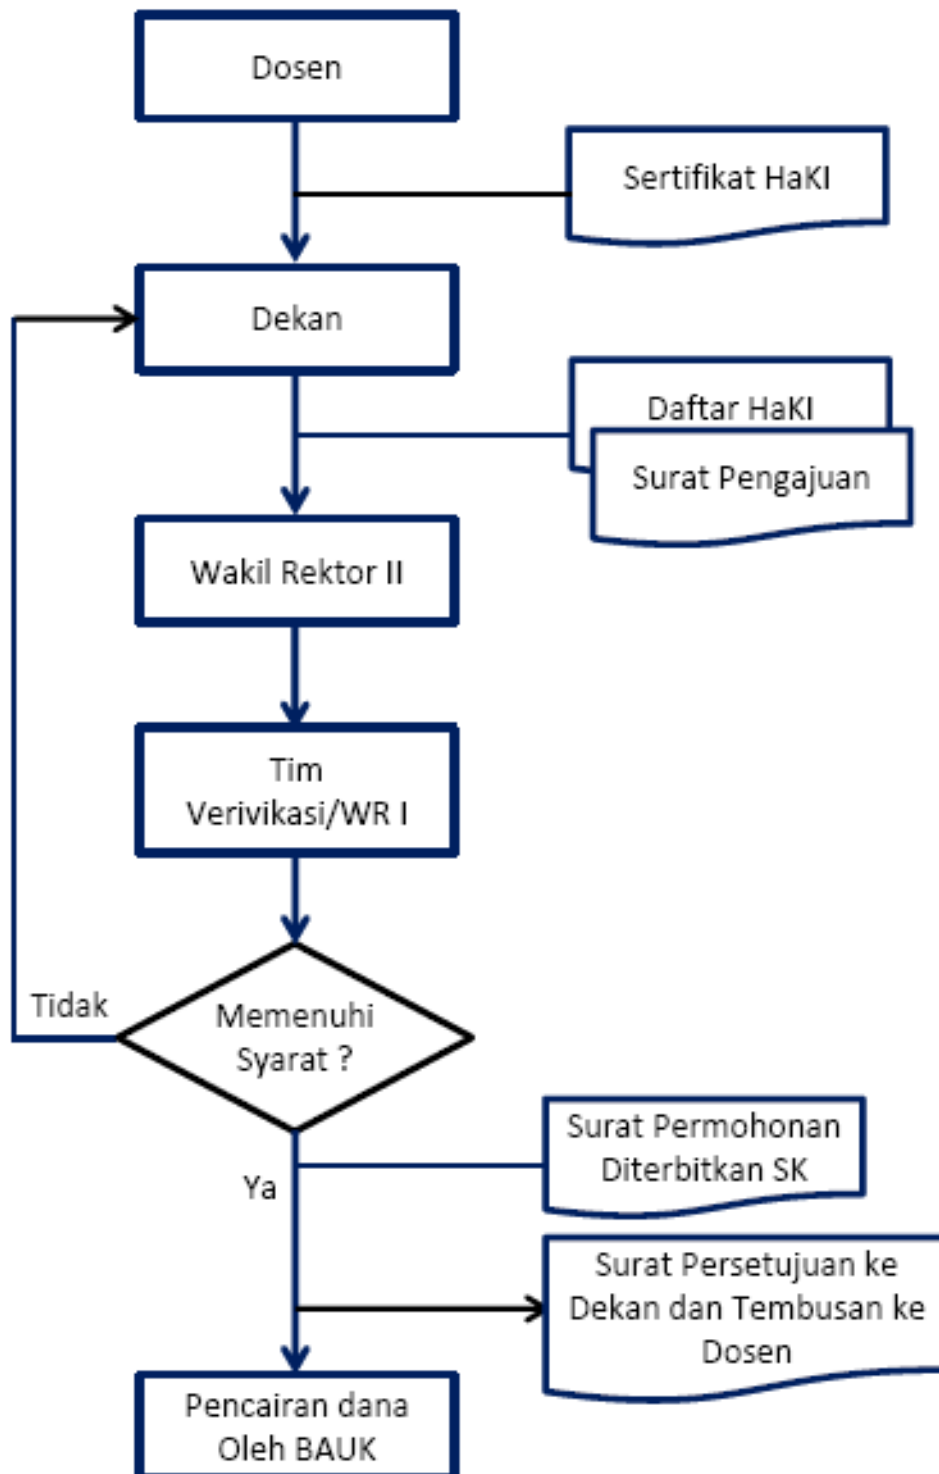 Dosen
Sertifikat HaKI
Dekan
Daftar HaKI
Surat Pengajuan
Wakil Rektor II
Tim
Verivikasi/WR I
Tidak
Memenuhi
Syarat ?
Surat Permohonan
Diterbitkan SK
Ya
Surat Persetujuan ke
Dekan dan Tembusan ke
Dosen
Pencairan dana
Oleh BAUK